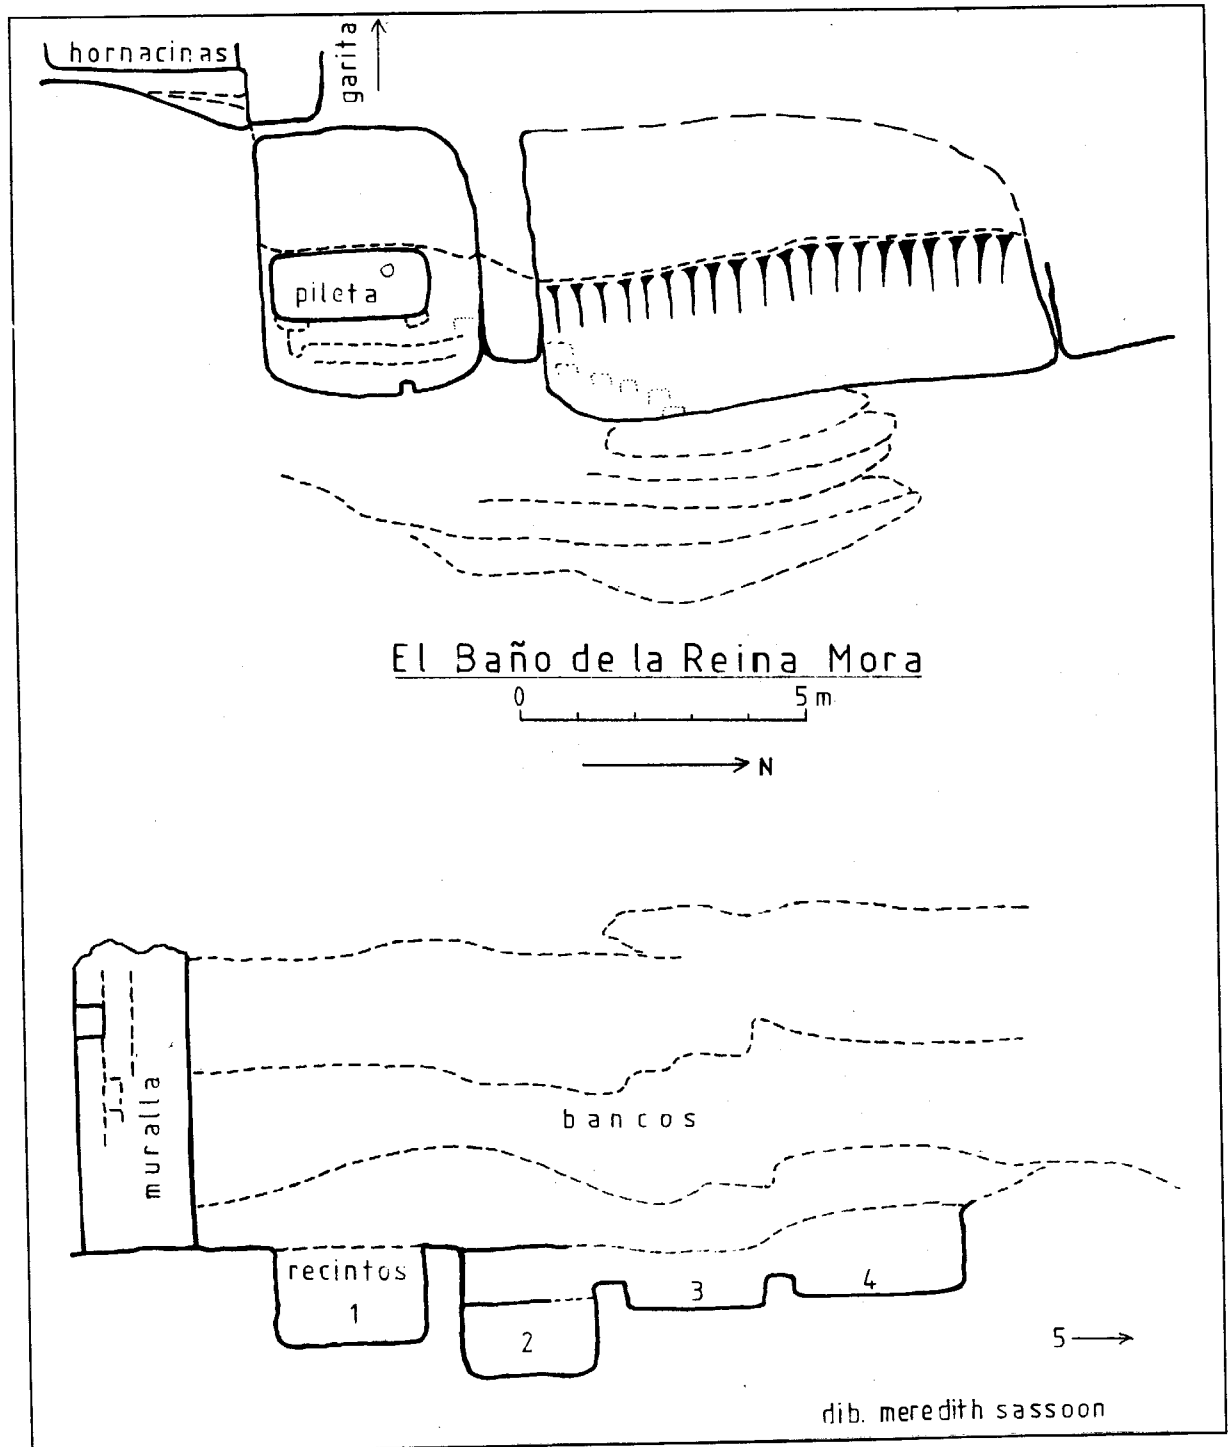 hornacinas
garita
pileta
El Baño de la Reina Mora
0 5 m
N
muralla
bancos
recintos
1
2
3
4
5
dib. meredith sassoon